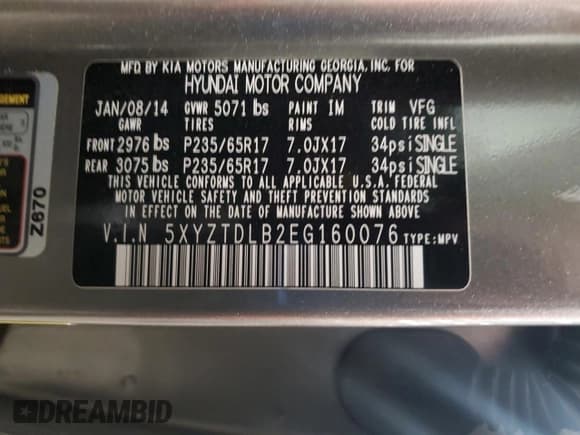 MFD. BY KIA MOTORS MANUFACTURING GEORGIA, INC. FOR
HYUNDAI MOTOR COMPANY
JAN/08/14 GVWR 5071 lbs PAINT IM TRIM VFG
GAWR TIRES RIMS COLD TIRE INFL
FRONT 2976 lbs P235/65R17 7.0JX17 34psi SINGLE
REAR 3075 lbs P235/65R17 7.0JX17 34psi SINGLE
THIS VEHICLE CONFORMS TO ALL APPLICABLE U.S.A. FEDERAL
MOTOR VEHICLE SAFETY AND THEFT PREVENTION STANDARDS
IN EFFECT ON THE DATE OF MANUFACTURE SHOWN ABOVE
V.I.N 5XYZTDLB2EG160076 TYPE: MPV
Z670
DREAMBID